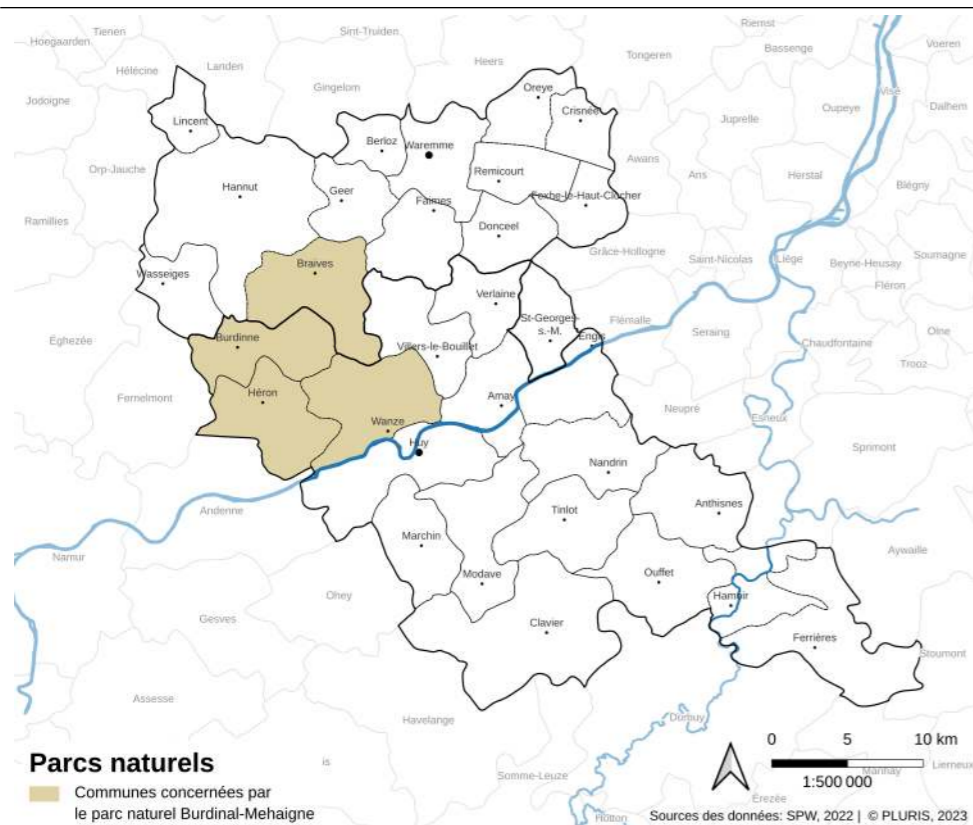 Riemst
Tienen
Sint-Truiden
Hoegaarden
Bassenge
Voeren
Tongeren
Heers
Landen
Hélécine
Gingelom
Oreye
Visé
Jodoigne
Crisnée
Oupeye
Dalhem
Lincent
Juprelle
Berloz
Waremme
Awans
Orp-Jauche
Remicourt
Ans
Herstal
Blégny
Hannut
Geer
Fexhe-le-Haut-Clocher
Faimes
Ramillies
Donceel
Grâce-Hollogne
Saint-Nicolas
Liège
Soumagne
Beyne-Heusay
Braives
Wasseiges
Fléron
Verlaine
St-Georges-
s.-M.
Flémalle
Burdinne
Engis
Seraing
Olne
Éghezée
Villers-le-Bouillet
Chaudfontaine
Trooz
Fernelmont
Héron
Amay
Neupré
Esneux
Wanze
Huy
Sprimont
Nandrin
Andenne
Tinlot
Anthisnes
Marchin
Aywaille
Namur
Modave
Ouffet
Ohey
Hamoir
Gesves
Clavier
Ferrières
Stoumont
Assesse
Havelange
Durbuy
Parcs naturels
is
0 5 10 km
Lierneux
Somme-Leuze
Manhay
1:500 000
Communes concernées par
le parc naturel Burdinal-Mehaigne
Érezée
Hotton
Sources des données: SPW, 2022 | © PLURIS, 2023